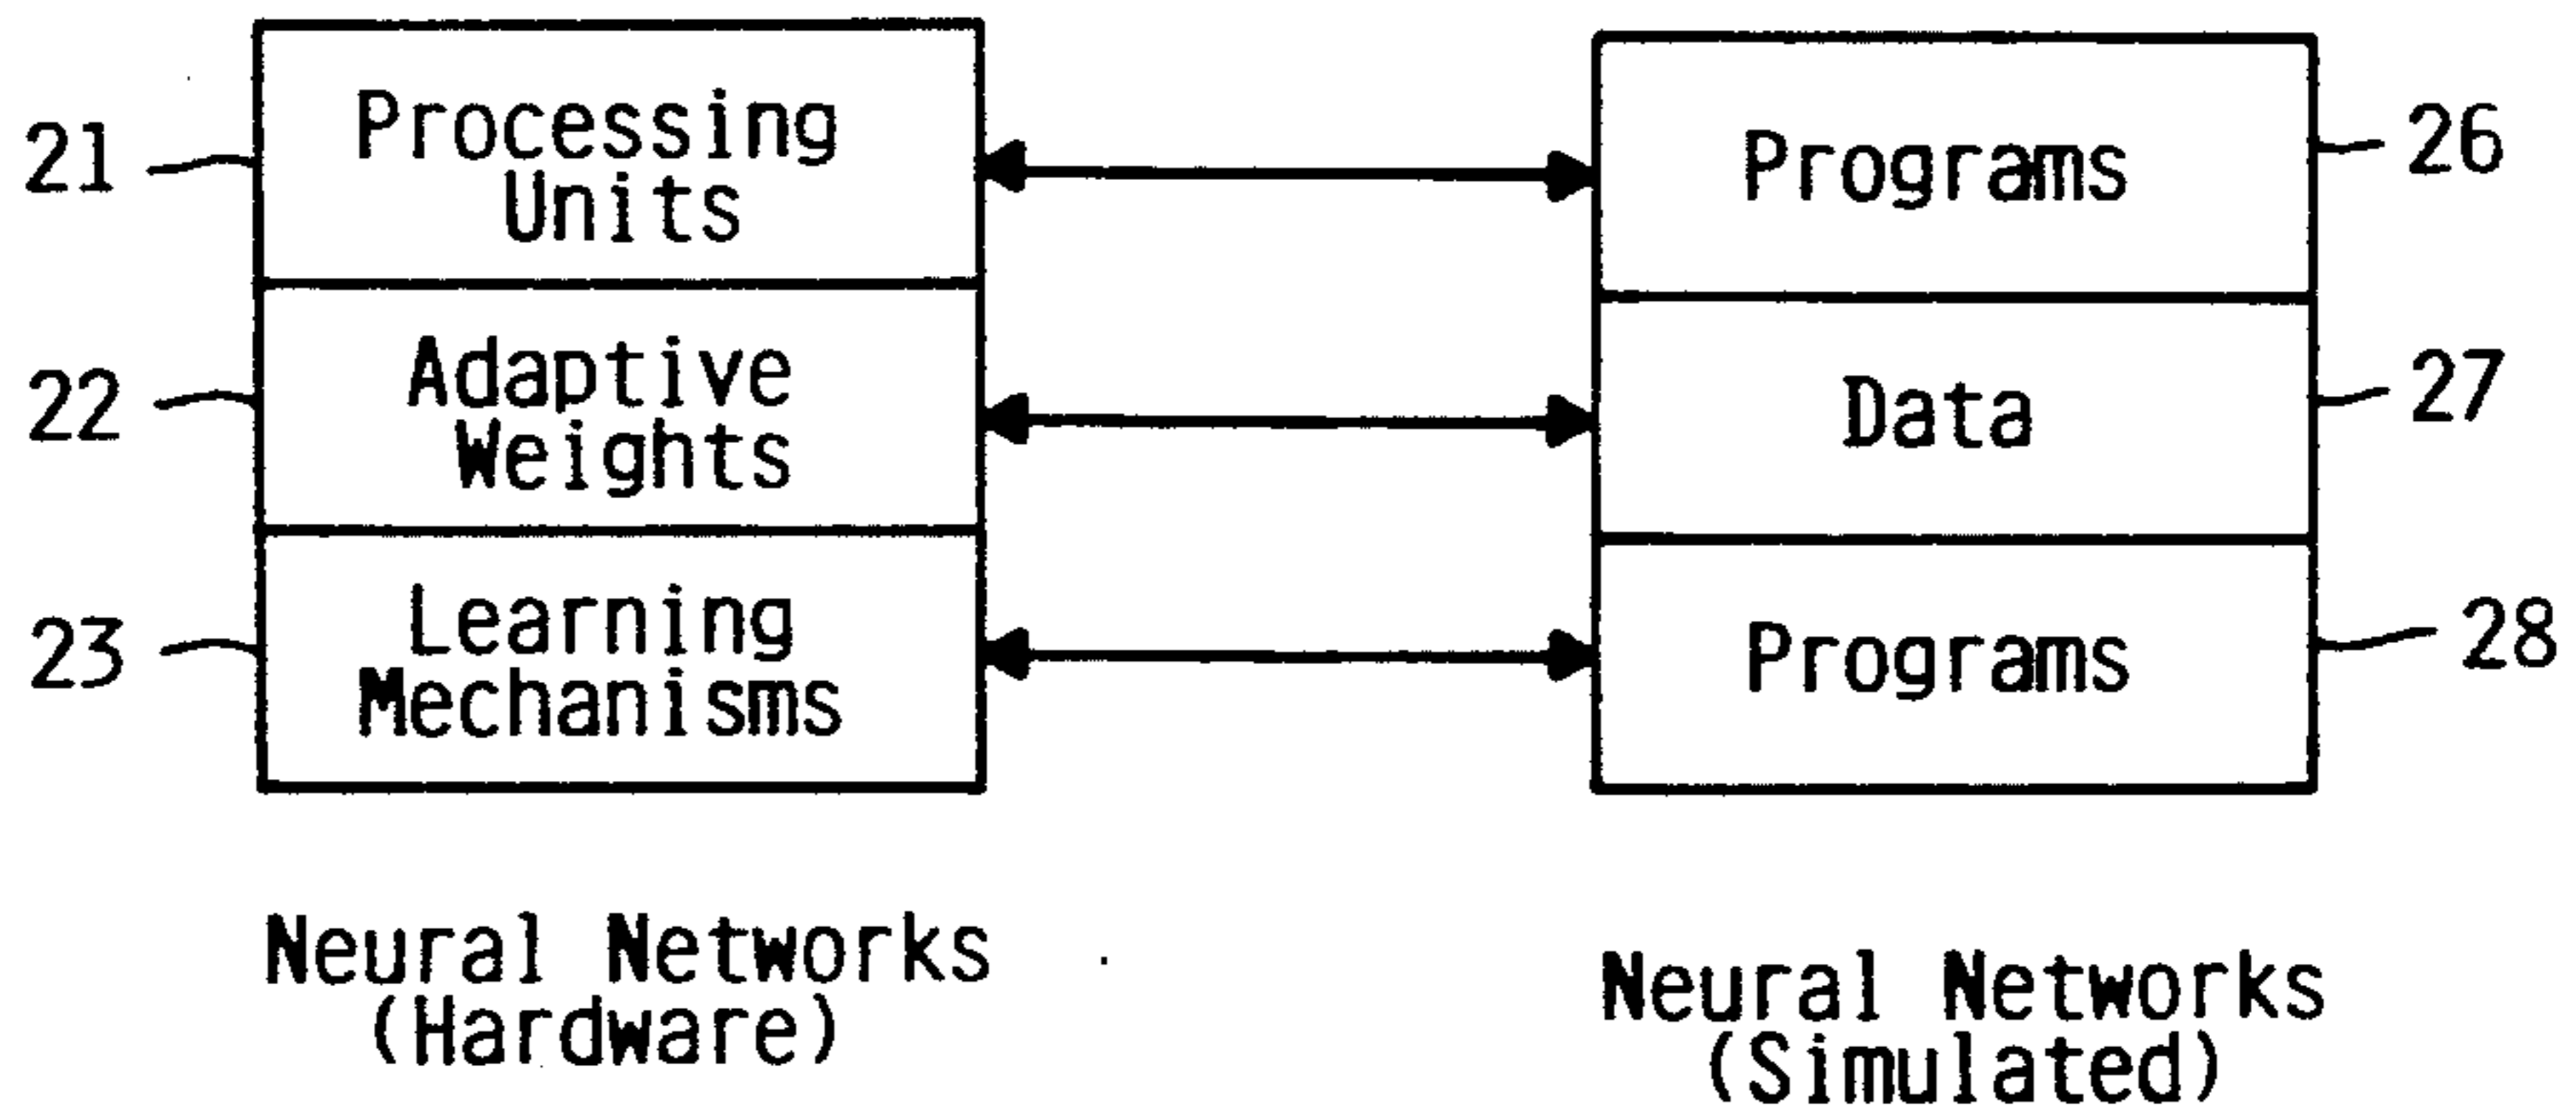 21
Processing
Units
22
Adaptive
Weights
23
Learning
Mechanisms
Neural Networks
(Hardware)
Programs
26
Data
27
Programs
28
Neural Networks
(Simulated)